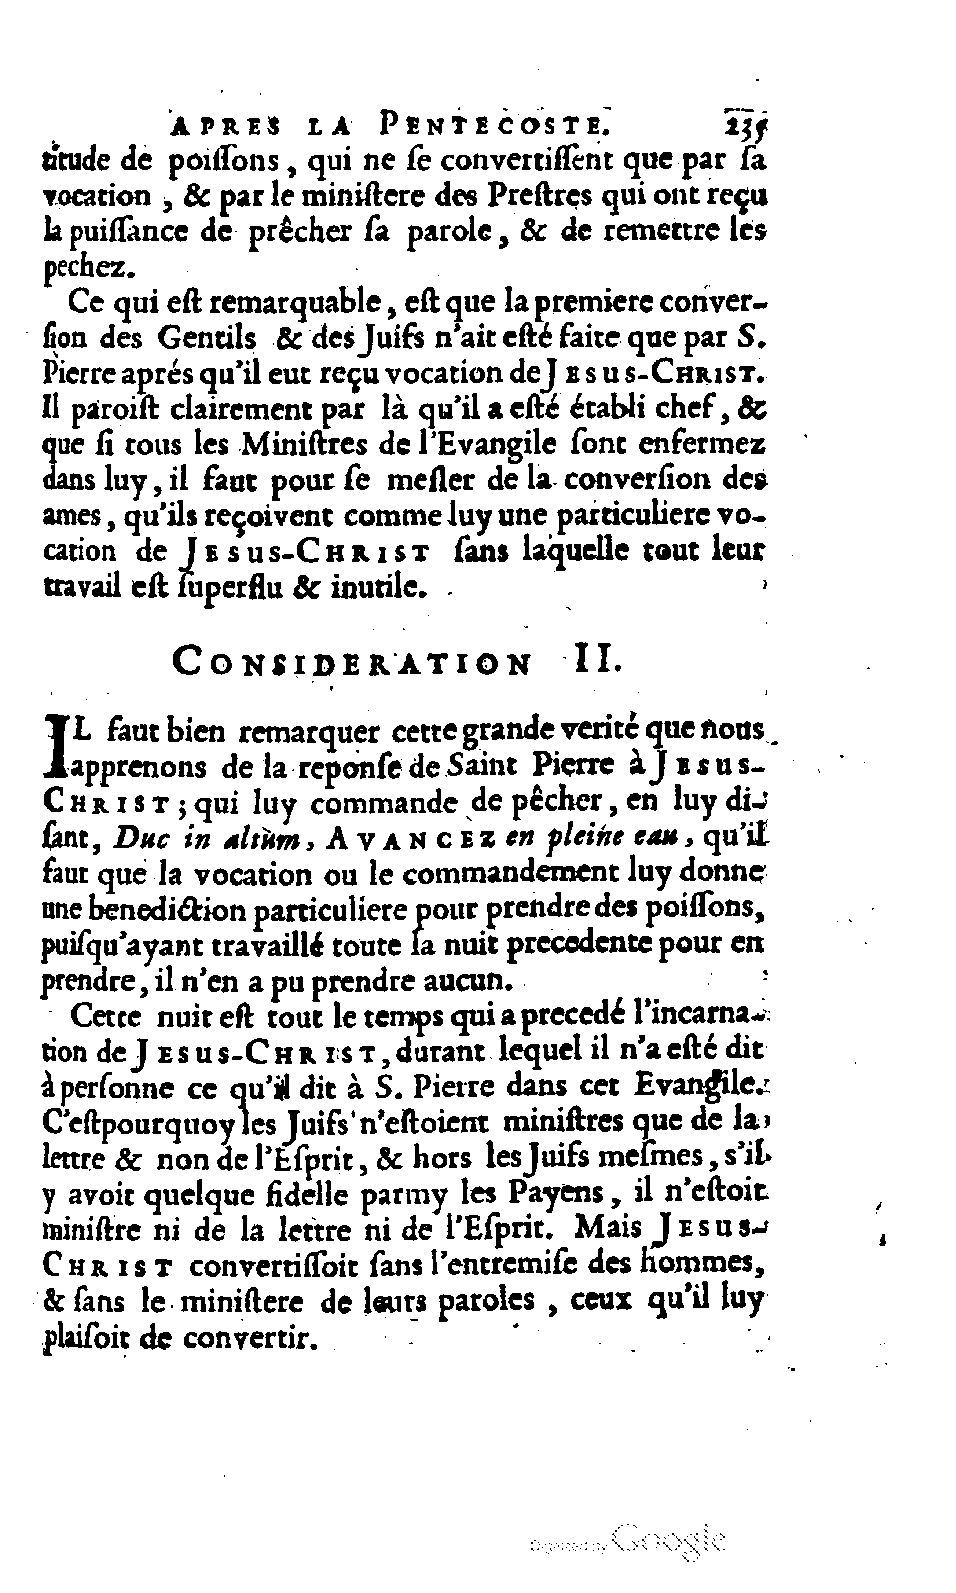 APRES LA PENTECOSTE. 235
titude de poiſſons, qui ne ſe convertiſſent que par ſa
vocation, & par le miniſtere des Preſtres qui ont reçu
la puiſſance de prêcher ſa parole, & de remettre les
pechez.
Ce qui eſt remarquable, eſt que la premiere conver-
ſion des Gentils & des Juifs n'ait eſté faite que par S.
Pierre aprés qu'il eut reçu vocation de JESUS-CHRIST.
Il paroiſt clairement par là qu'il a eſté établi chef, &
que ſi tous les Miniſtres de l'Evangile ſont enfermez
dans luy, il faut pour ſe meſler de la converſion des
ames, qu'ils reçoivent comme luy une particuliere vo-
cation de JESUS-CHRIST ſans laquelle tout leur
travail eſt ſuperflu & inutile.
CONSIDERATION II.
IL faut bien remarquer cette grande verité que nous
apprenons de la reponſe de Saint Pierre à JESUS-
CHRIST; qui luy commande de pêcher, en luy di-
ſant, Duc in altum, AVANCEZ en pleine eau, qu'il
faut que la vocation ou le commandement luy donne
une benediction particuliere pour prendre des poiſſons,
puiſqu'ayant travaillé toute la nuit precedente pour en
prendre, il n'en a pu prendre aucun.
Cette nuit eſt tout le temps qui a precedé l'incarna-
tion de JESUS-CHRIST, durant lequel il n'a eſté dit
à perſonne ce qu'il dit à S. Pierre dans cet Evangile.
C'eſtpourquoy les Juifs n'eſtoient miniſtres que de la
lettre & non de l'Eſprit, & hors les Juifs meſmes, s'il
y avoit quelque fidelle parmy les Payens, il n'eſtoit
miniſtre ni de la lettre ni de l'Eſprit. Mais JESUS-
CHRIST convertiſſoit ſans l'entremiſe des hommes,
& ſans le miniſtere de leurs paroles, ceux qu'il luy
plaiſoit de convertir.
Digitized by Google